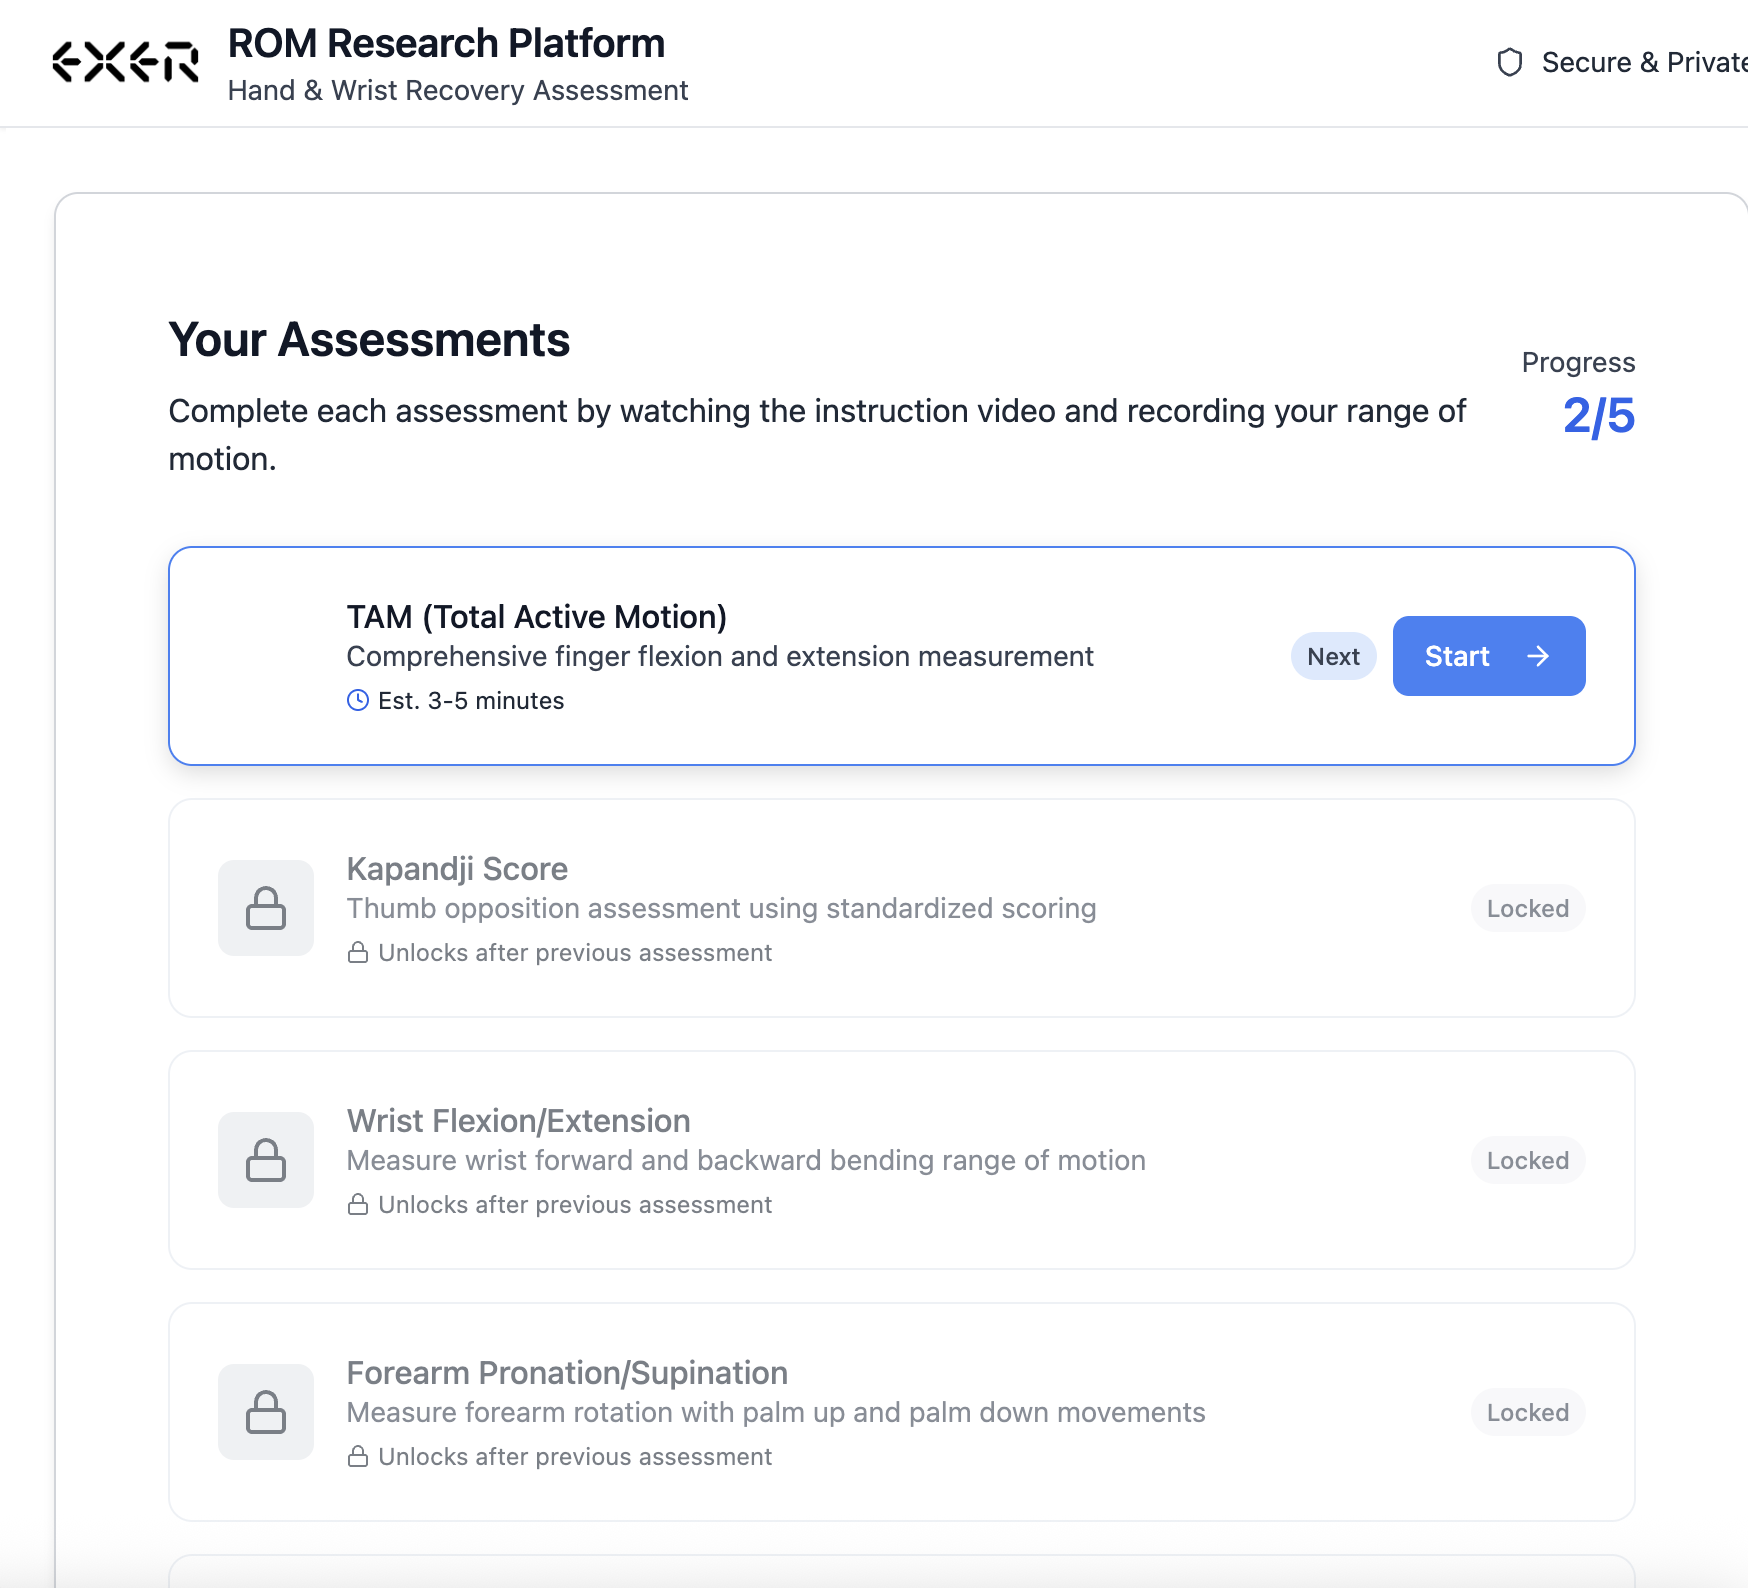 EXER
ROM Research Platform
Hand & Wrist Recovery Assessment
Secure & Private
Your Assessments
Complete each assessment by watching the instruction video and recording your range of
motion.
Progress
2/5
TAM (Total Active Motion)
Comprehensive finger flexion and extension measurement
Est. 3-5 minutes
Next
Start
Kapandji Score
Thumb opposition assessment using standardized scoring
Unlocks after previous assessment
Locked
Wrist Flexion/Extension
Measure wrist forward and backward bending range of motion
Unlocks after previous assessment
Locked
Forearm Pronation/Supination
Measure forearm rotation with palm up and palm down movements
Unlocks after previous assessment
Locked